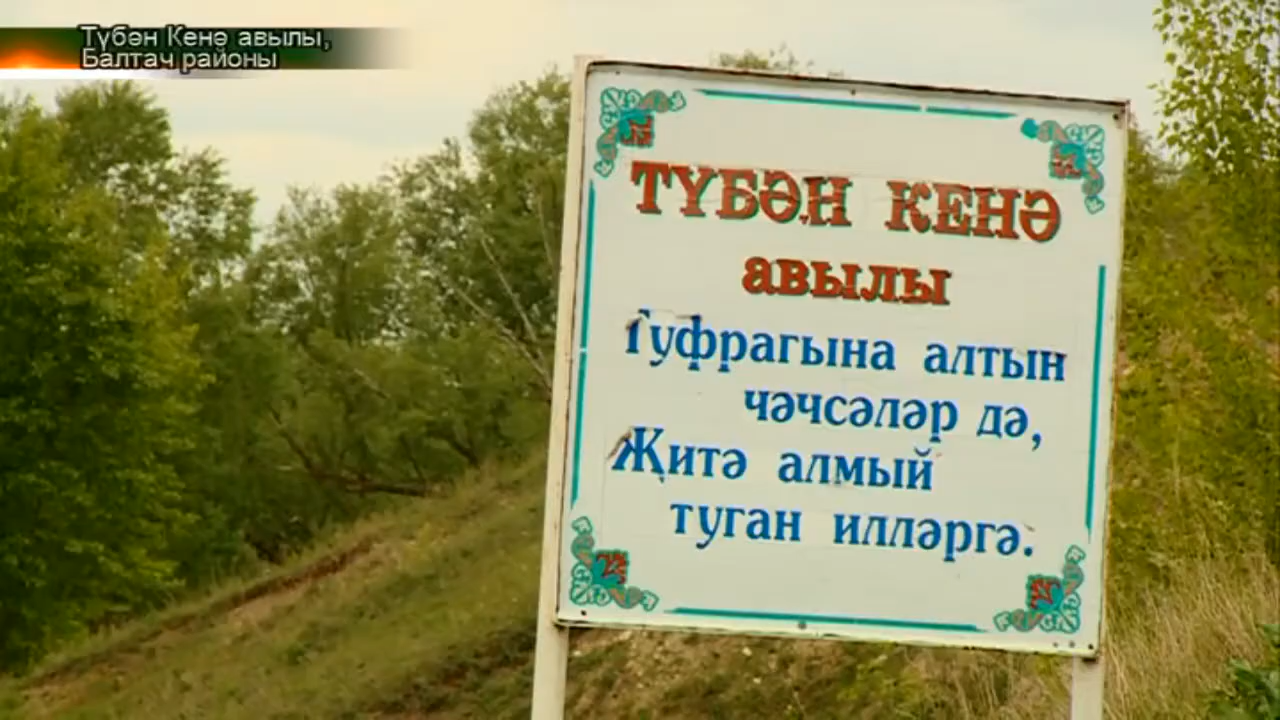 Түбән Кенә авылы,
Балтач районы
ТҮБӘН КЕНӘ
авылы
Туфрагына алтын
чәчсәләр дә,
Җитә алмый
туган илләргә.